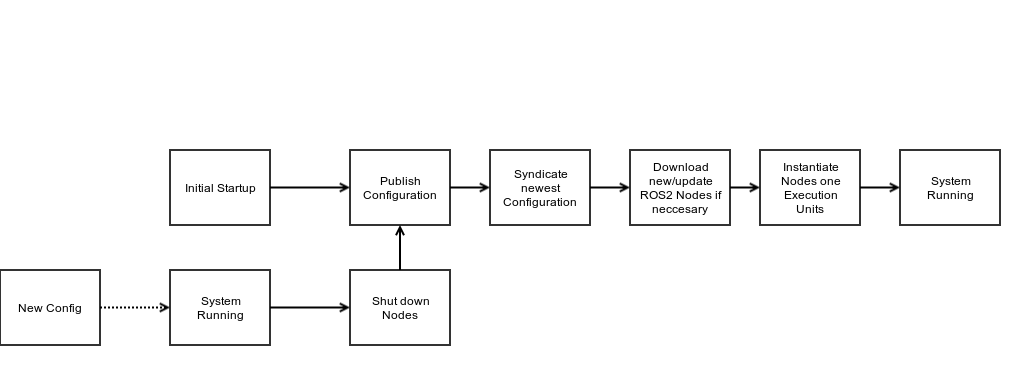 Initial Startup
Publish
Configuration
Syndicate
newest
Configuration
Download
new/update
ROS2 Nodes if
neccesary
Instantiate
Nodes one
Execution
Units
System
Running
New Config
System
Running
Shut down
Nodes